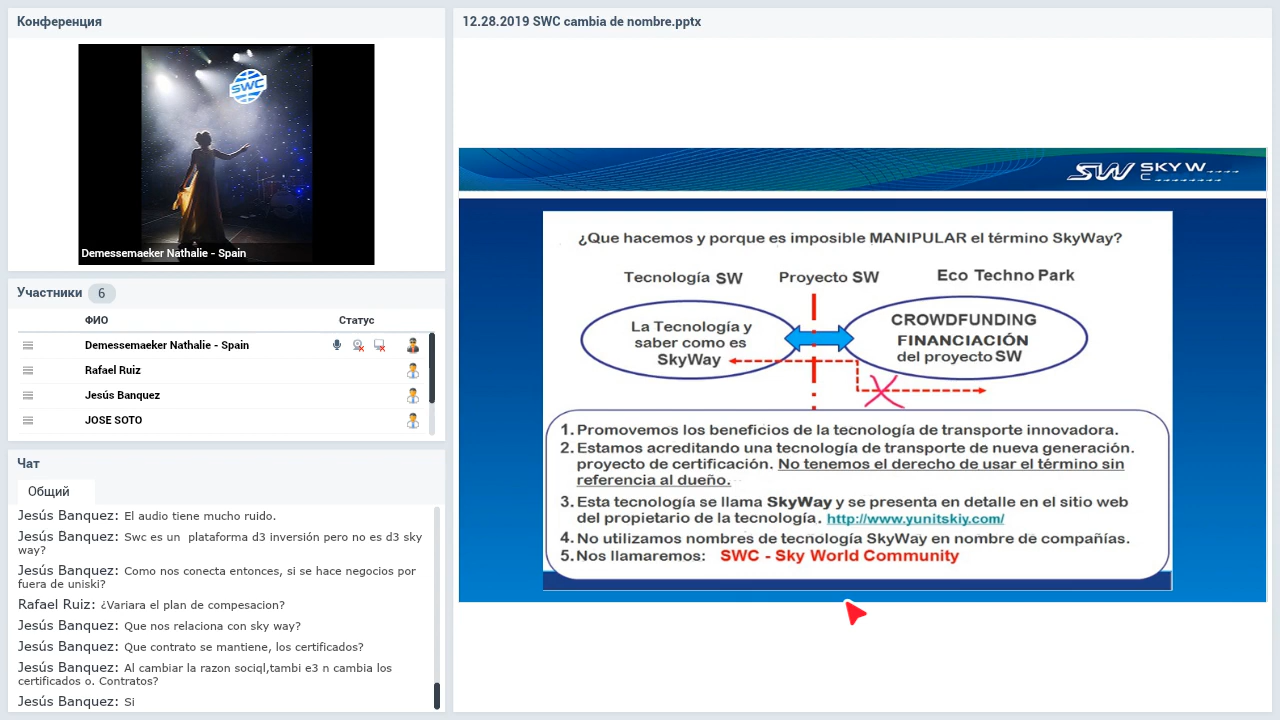 Конференция
SWC
Demessemaeker Nathalie - Spain
Участники 6
ФИО Статус
Demessemaeker Nathalie - Spain
Rafael Ruiz
Jesús Banquez
JOSE SOTO
Чат
Общий
Jesús Banquez: El audio tiene mucho ruido.
Jesús Banquez: Swc es un plataforma d3 inversión pero no es d3 sky
way?
Jesús Banquez: Como nos conecta entonces, si se hace negocios por
fuera de uniski?
Rafael Ruiz: ¿Variara el plan de compesacion?
Jesús Banquez: Que nos relaciona con sky way?
Jesús Banquez: Que contrato se mantiene, los certificados?
Jesús Banquez: Al cambiar la razon sociql,tambi e3 n cambia los
certificados o. Contratos?
Jesús Banquez: Si
12.28.2019 SWC cambia de nombre.pptx
SW SKY W
C
¿Que hacemos y porque es imposible MANIPULAR el término SkyWay?
Tecnología SW Proyecto SW Eco Techno Park
La Tecnología y
saber como es
SkyWay
CROWDFUNDING
FINANCIACIÓN
del proyecto SW
1. Promovemos los beneficios de la tecnología de transporte innovadora.
2. Estamos acreditando una tecnología de transporte de nueva generación.
proyecto de certificación. No tenemos el derecho de usar el término sin
referencia al dueño.
3. Esta tecnología se llama SkyWay y se presenta en detalle en el sitio web
del propietario de la tecnología. http://www.yunitskiy.com/
4. No utilizamos nombres de tecnología SkyWay en nombre de compañías.
5. Nos llamaremos: SWC - Sky World Community